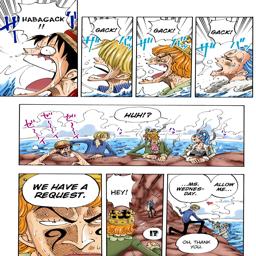 HABAGACK
!!
GACK!
GACK!
GACK!
HUH!?
WE HAVE A
REQUEST.
HEY!
!?
...MS.
WEDNES-
DAY.
ALLOW
ME...
OH, THANK
YOU.